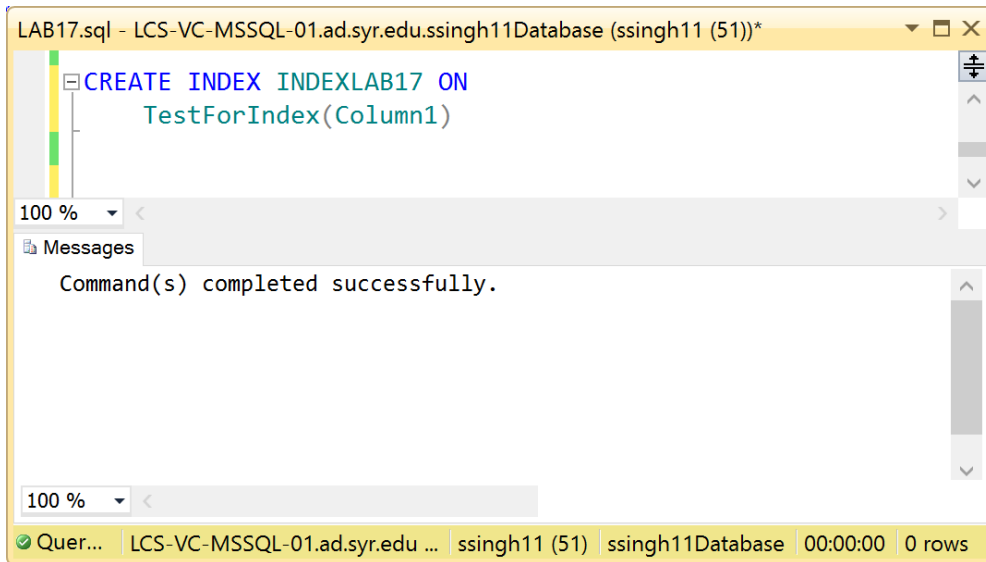 LAB17.sql - LCS-VC-MSSQL-01.ad.syr.edu.ssingh11Database (ssingh11 (51))*
CREATE INDEX INDEXLAB17 ON
TestForIndex(Column1)
100 %
Messages
Command(s) completed successfully.
100 %
Quer... LCS-VC-MSSQL-01.ad.syr.edu ... ssingh11 (51) ssingh11Database 00:00:00 0 rows